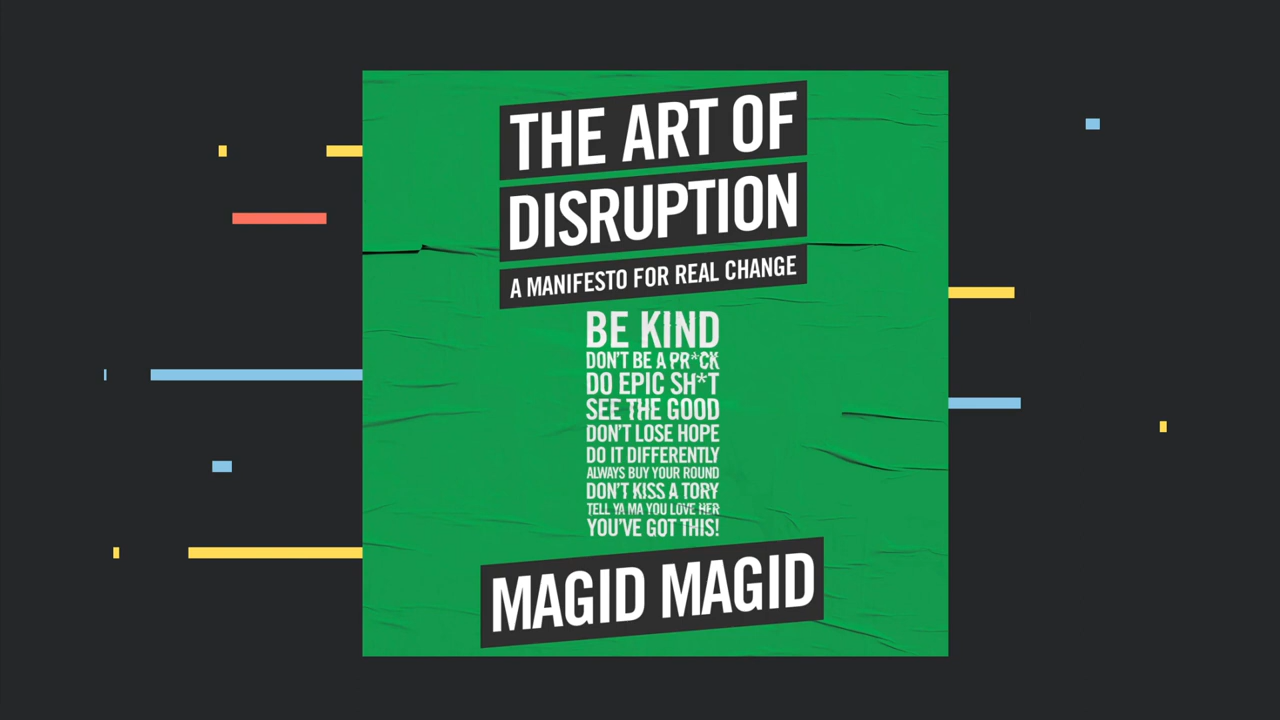 THE ART OF
DISRUPTION
A MANIFESTO FOR REAL CHANGE
BE KIND
DON'T BE A PR*CK
DO EPIC SH*T
SEE THE GOOD
DON'T LOSE HOPE
DO IT DIFFERENTLY
ALWAYS BUY YOUR ROUND
DON'T KISS A TORY
TELL YA MA YOU LOVE HER
YOU'VE GOT THIS!
MAGID MAGID